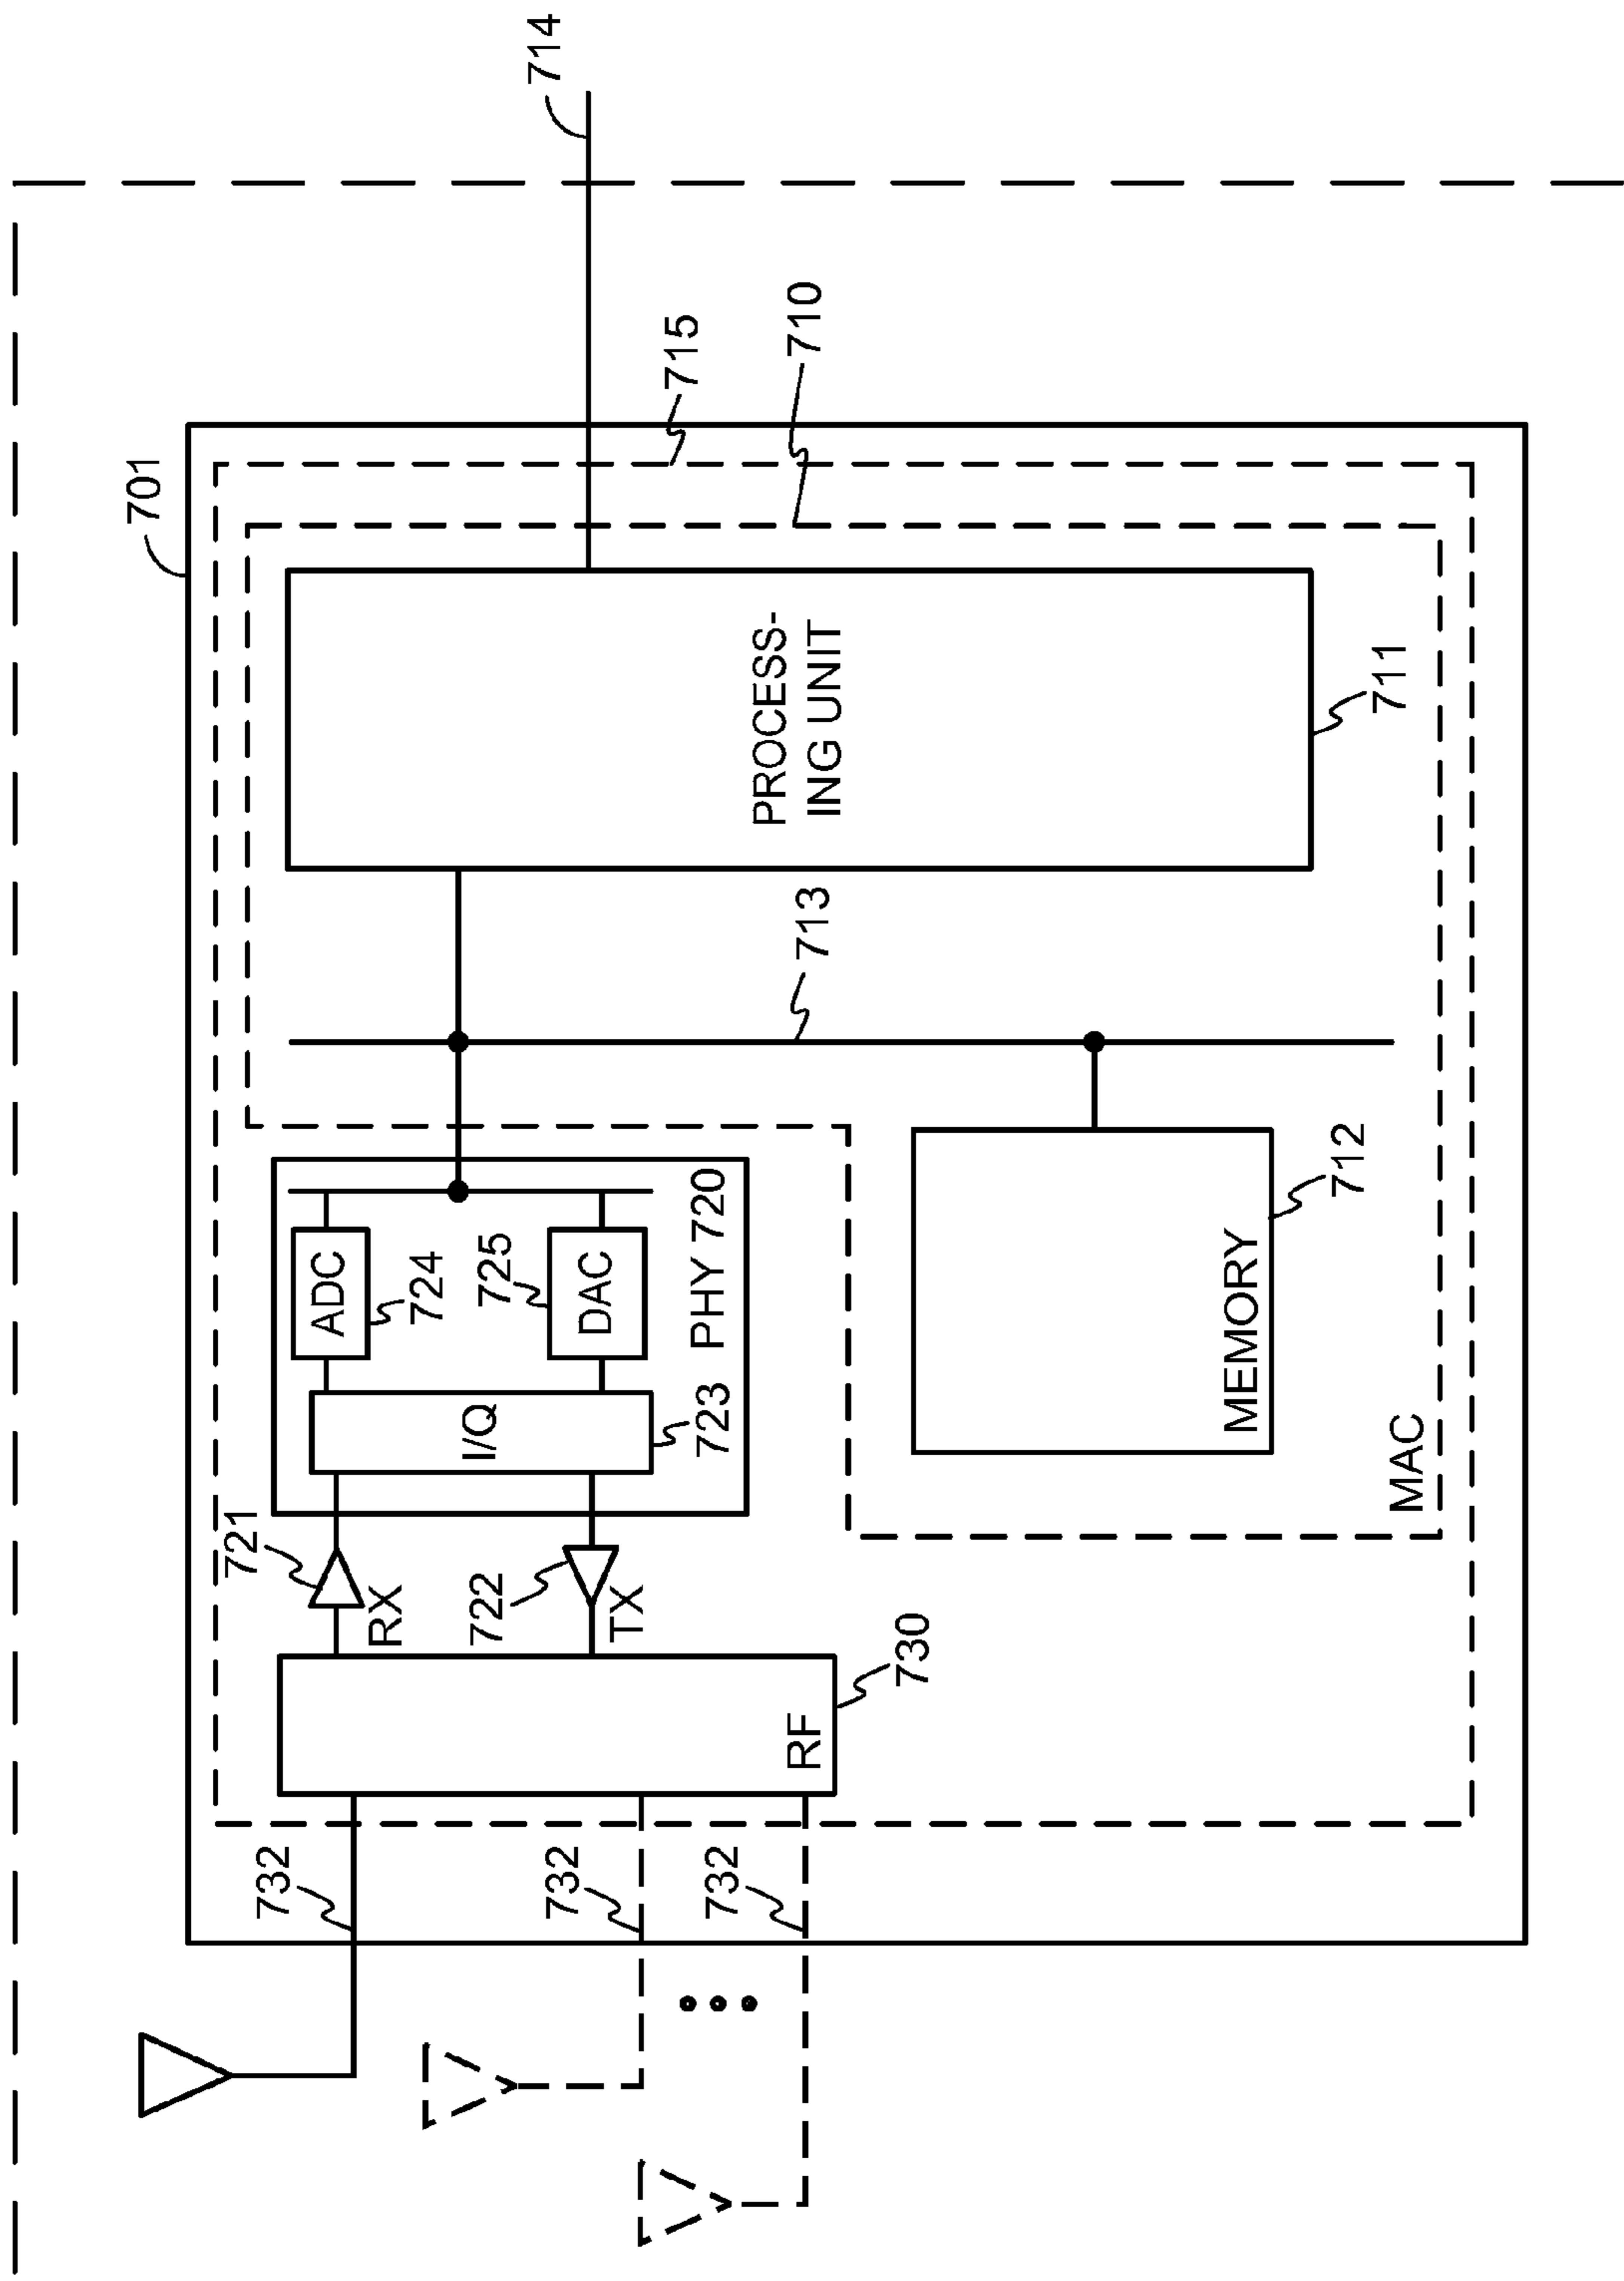 701
714
715
710
732
721
RX
ADC
724
I/Q
732
722
TX
725
DAC
723
PHY 720
732
RF
730
713
PROCESS-
ING UNIT
711
MEMORY
712
MAC